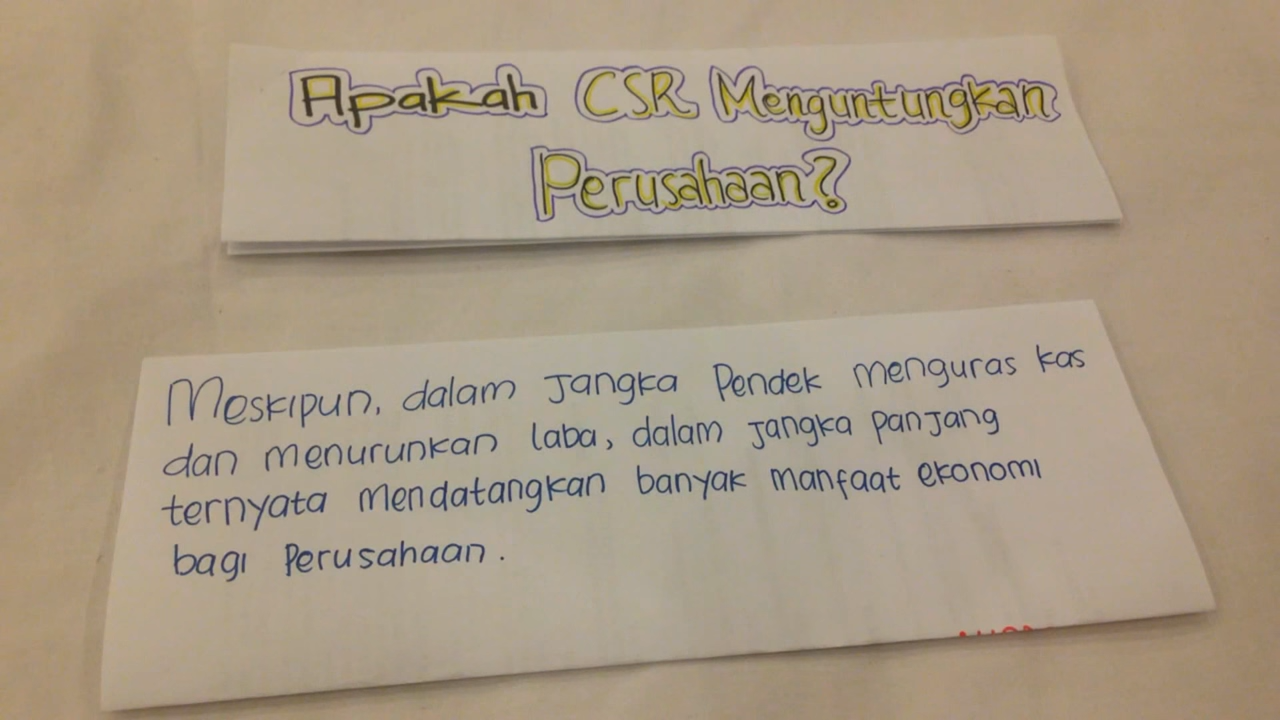 Apakah CSR Menguntungkan
Perusahaan?
Meskipun, dalam Jangka Pendek menguras kas
dan menurunkan laba, dalam Jangka panjang
ternyata mendatangkan banyak manfaat ekonomi
bagi Perusahaan.